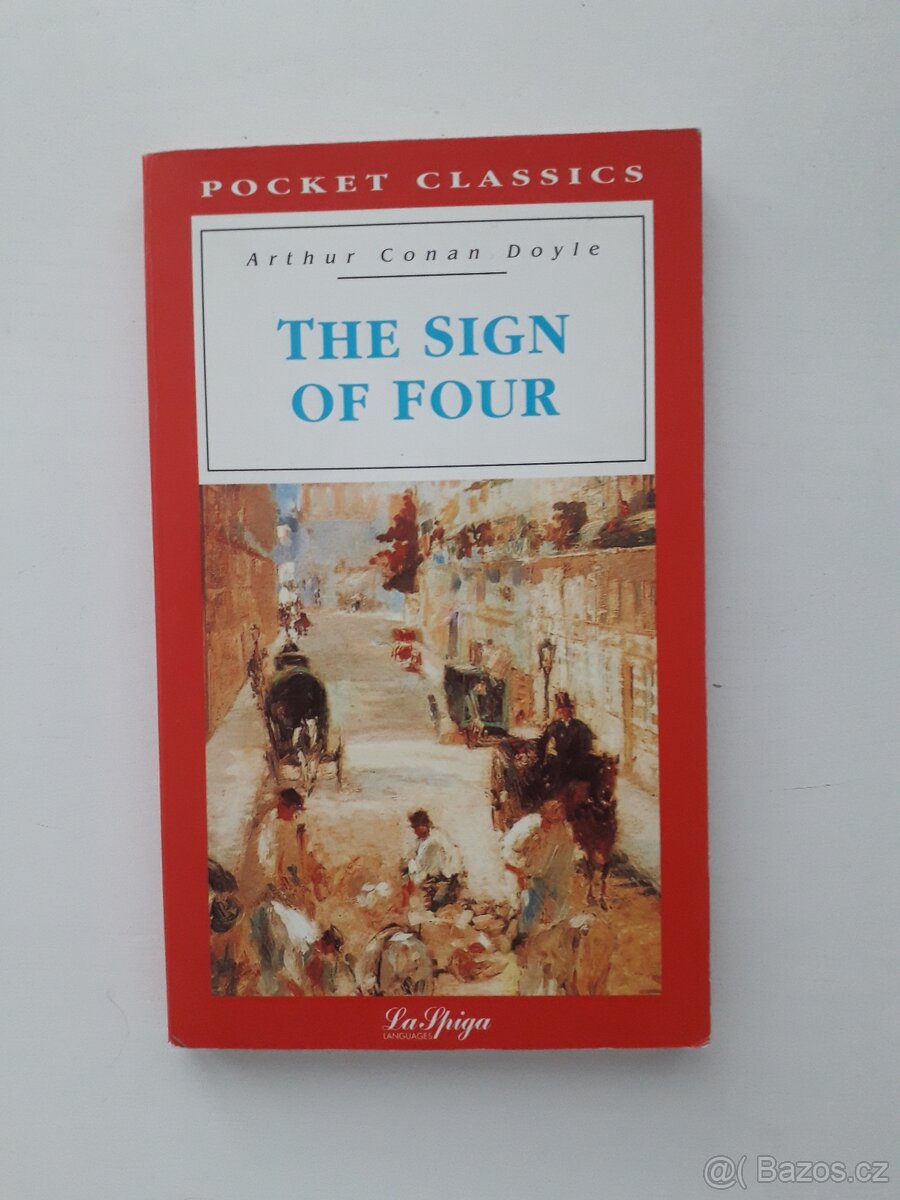 POCKET CLASSICS
Arthur Conan Doyle
THE SIGN
OF FOUR
La Spiga
LANGUAGES
@( Bazos.cz